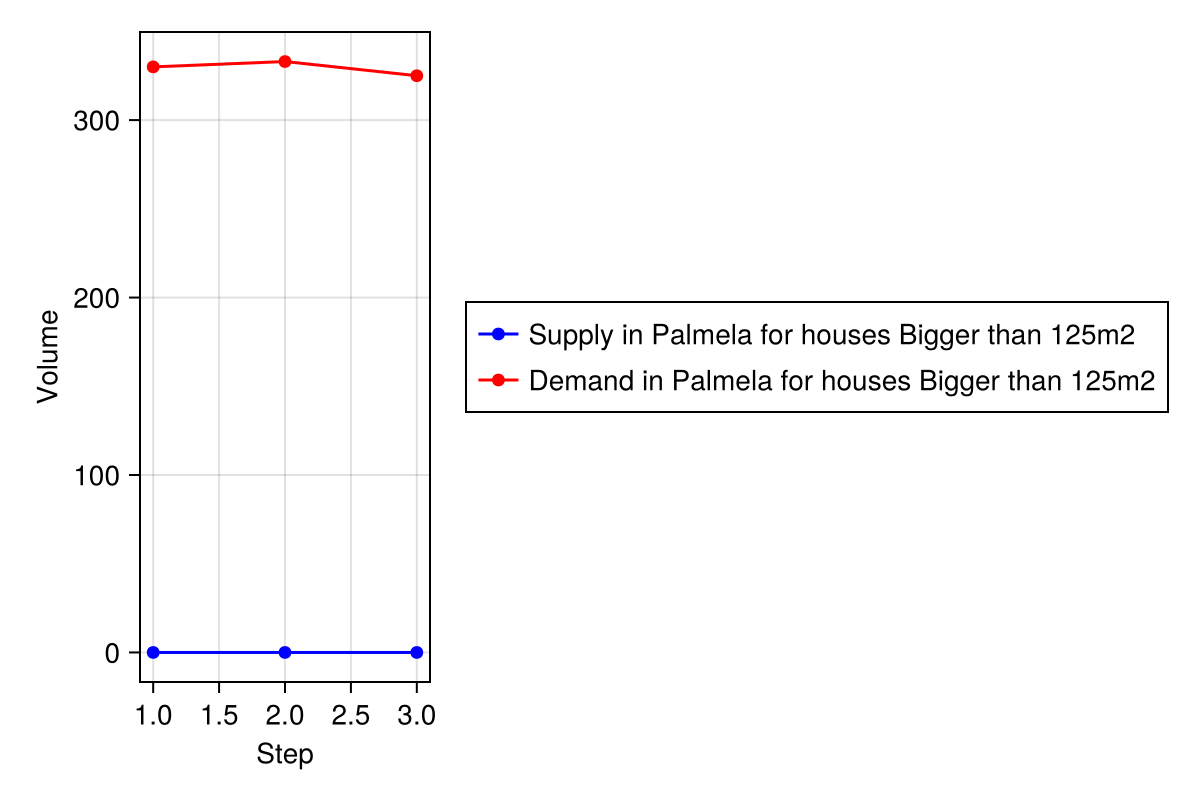 300
200
100
0
Volume
1.0 1.5 2.0 2.5 3.0
Step
Supply in Palmela for houses Bigger than 125m2
Demand in Palmela for houses Bigger than 125m2